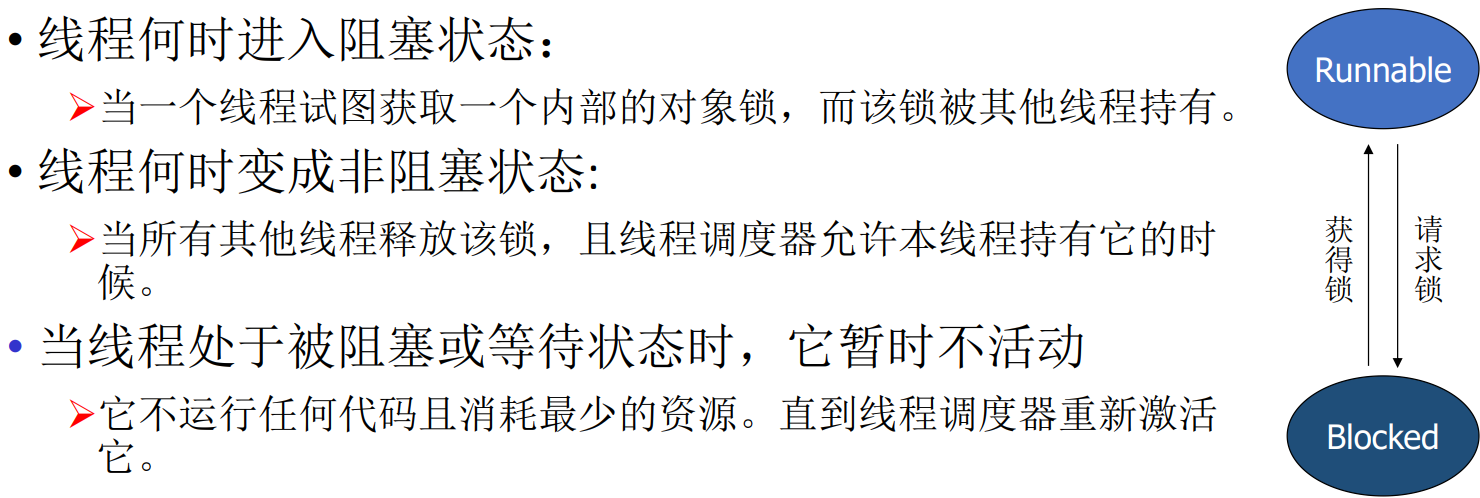 • 线程何时进入阻塞状态：
➢当一个线程试图获取一个内部的对象锁，而该锁被其他线程持有。
• 线程何时变成非阻塞状态:
➢当所有其他线程释放该锁，且线程调度器允许本线程持有它的时
候。
• 当线程处于被阻塞或等待状态时，它暂时不活动
➢它不运行任何代码且消耗最少的资源。直到线程调度器重新激活
它。
Runnable
获得锁
请求锁
Blocked